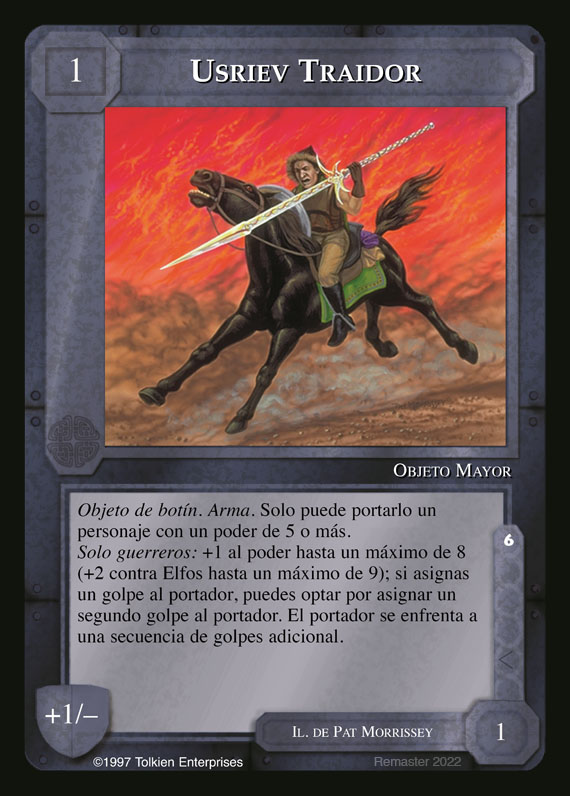 1
Usriev Traidor
Objeto Mayor
Objeto de botín. Arma. Solo puede portarlo un
personaje con un poder de 5 o más.
Solo guerreros: +1 al poder hasta un máximo de 8
(+2 contra Elfos hasta un máximo de 9); si asignas
un golpe al portador, puedes optar por asignar un
segundo golpe al portador. El portador se enfrenta a
una secuencia de golpes adicional.
6
+1/–
Il. de Pat Morrissey
1
©1997 Tolkien Enterprises
Remaster 2022